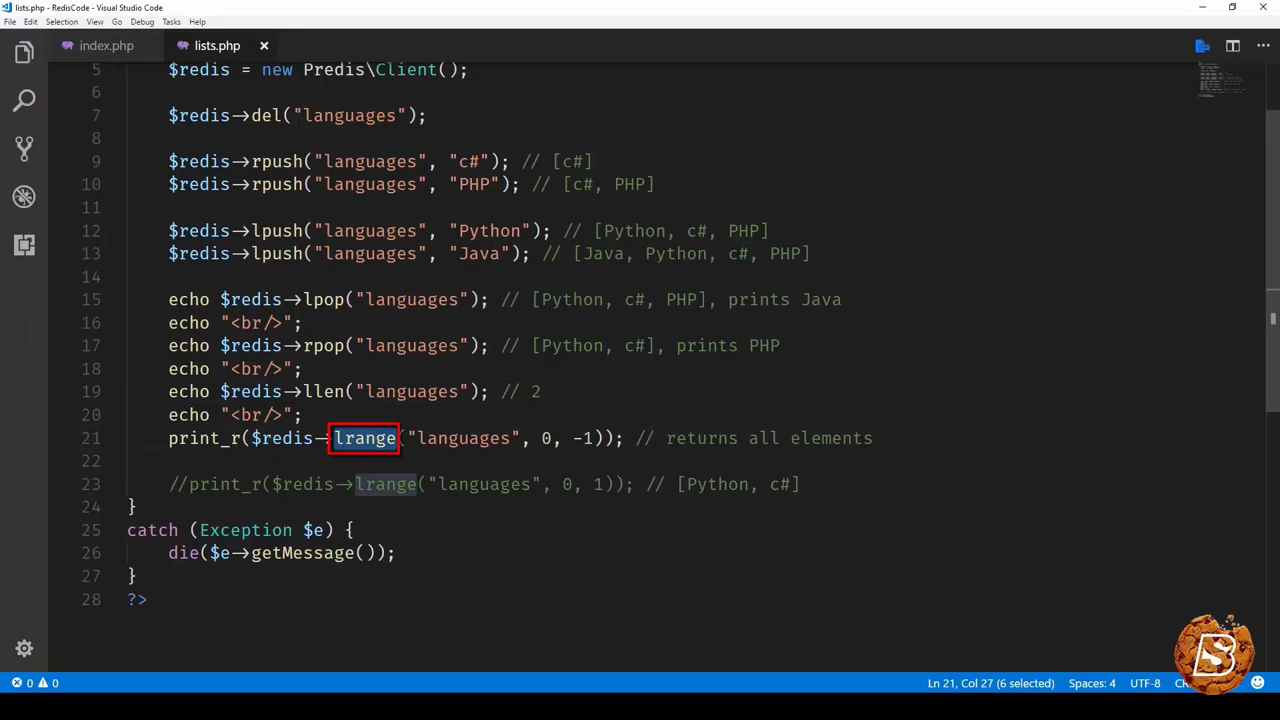 lists.php - RedisCode - Visual Studio Code
File Edit Selection View Go Debug Tasks Help
index.php lists.php
5 $redis = new Predis\Client();
6
7 $redis->del("languages");
8
9 $redis->rpush("languages", "c#"); // [c#]
10 $redis->rpush("languages", "PHP"); // [c#, PHP]
11
12 $redis->lpush("languages", "Python"); // [Python, c#, PHP]
13 $redis->lpush("languages", "Java"); // [Java, Python, c#, PHP]
14
15 echo $redis->lpop("languages"); // [Python, c#, PHP], prints Java
16 echo "<br/>";
17 echo $redis->rpop("languages"); // [Python, c#], prints PHP
18 echo "<br/>";
19 echo $redis->llen("languages"); // 2
20 echo "<br/>";
21 print_r($redis->lrange("languages", 0, -1)); // returns all elements
22
23 //print_r($redis->lrange("languages", 0, 1)); // [Python, c#]
24 }
25 catch (Exception $e) {
26 die($e->getMessage());
27 }
28 ?>
0 0 Ln 21, Col 27 (6 selected) Spaces: 4 UTF-8